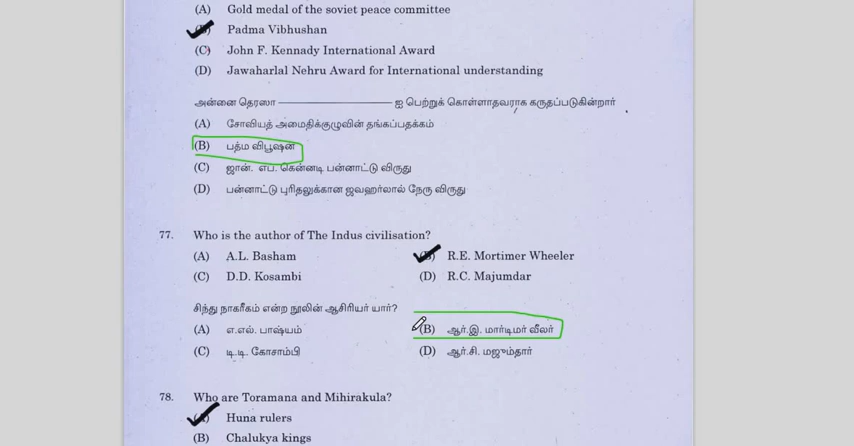 (A) Gold medal of the soviet peace committee
Padma Vibhushan
(C) John F. Kennady International Award
(D) Jawaharlal Nehru Award for International understanding
அன்னை தெரஸா ——————— ஐ பெற்றுக் கொள்ளாதவராக கருதப்படுகின்றார்
(A) சோவியத் அமைதிக்குழுவின் தங்கப்பதக்கம்
(B) பத்ம விபூஷன்
(C) ஜான். எப். கென்னடி பன்னாட்டு விருது
(D) பன்னாட்டு புரிதலுக்கான ஜவஹர்லால் நேரு விருது
77. Who is the author of The Indus civilisation?
(A) A.L. Basham R.E. Mortimer Wheeler
(C) D.D. Kosambi (D) R.C. Majumdar
சிந்து நாகரீகம் என்ற நூலின் ஆசிரியர் யார்?
(A) எ.எல். பாஷ்யம் (B) ஆர்.இ. மார்டிமர் வீலர்
(C) டி.டி. கோசாம்பி (D) ஆர்.சி. மஜும்தார்
78. Who are Toramana and Mihirakula?
Huna rulers
(B) Chalukya kings